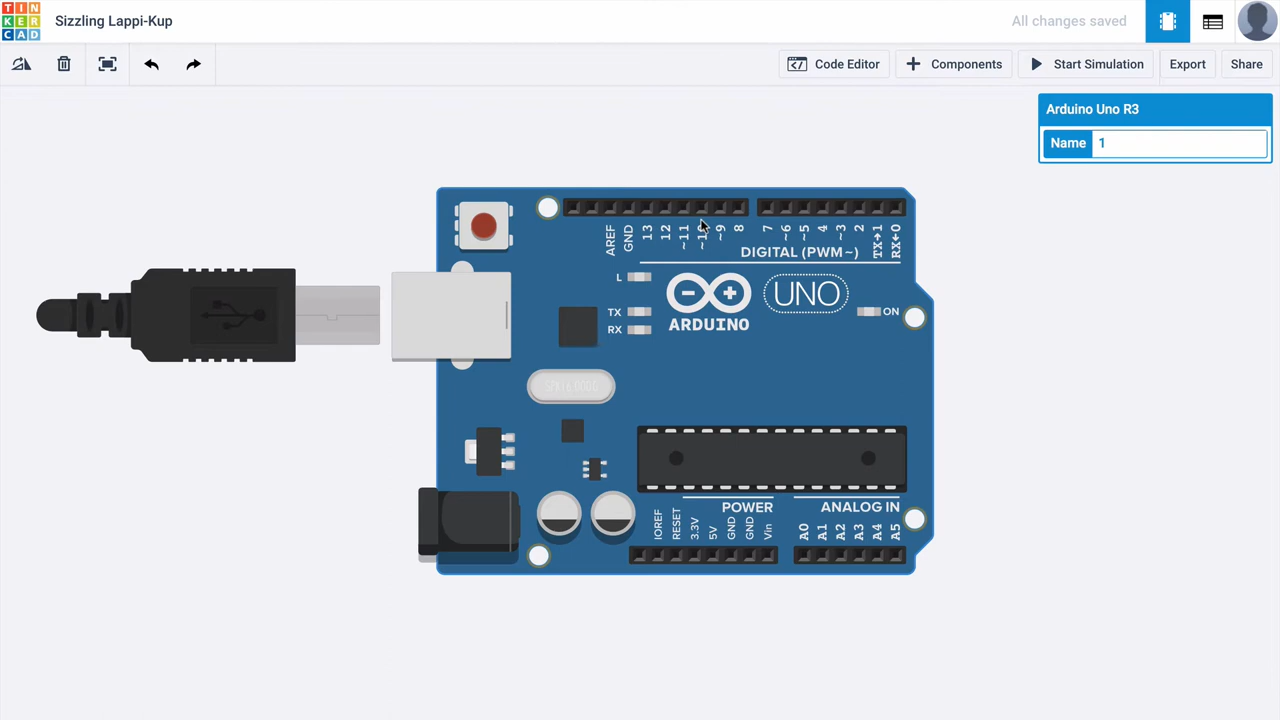 TIN
KER
CAD
Sizzling Lappi-Kup
All changes saved
Code Editor
Components
Start Simulation
Export
Share
Arduino Uno R3
Name
1
AREF
GND
13
12
~11
~10
~9
8
7
~6
~5
4
~3
2
TX→1
RX←0
DIGITAL (PWM~)
L
TX
RX
ARDUINO
UNO
ON
POWER
ANALOG IN
IOREF
RESET
3.3V
5V
GND
GND
Vin
A0
A1
A2
A3
A4
A5